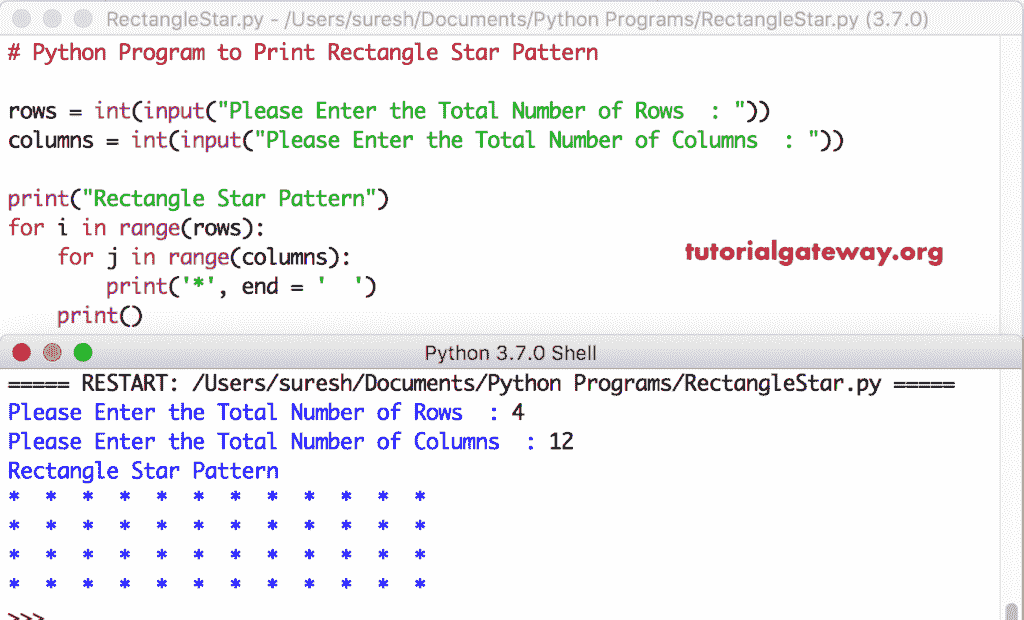 RectangleStar.py - /Users/suresh/Documents/Python Programs/RectangleStar.py (3.7.0)
# Python Program to Print Rectangle Star Pattern
rows = int(input("Please Enter the Total Number of Rows  : "))
columns = int(input("Please Enter the Total Number of Columns  : "))
print("Rectangle Star Pattern")
for i in range(rows):
    for j in range(columns):
        print('*', end = '  ')
    print()
tutorialgateway.org
Python 3.7.0 Shell
===== RESTART: /Users/suresh/Documents/Python Programs/RectangleStar.py =====
Please Enter the Total Number of Rows  : 4
Please Enter the Total Number of Columns  : 12
Rectangle Star Pattern
*  *  *  *  *  *  *  *  *  *  *  *
*  *  *  *  *  *  *  *  *  *  *  *
*  *  *  *  *  *  *  *  *  *  *  *
*  *  *  *  *  *  *  *  *  *  *  *
>>>